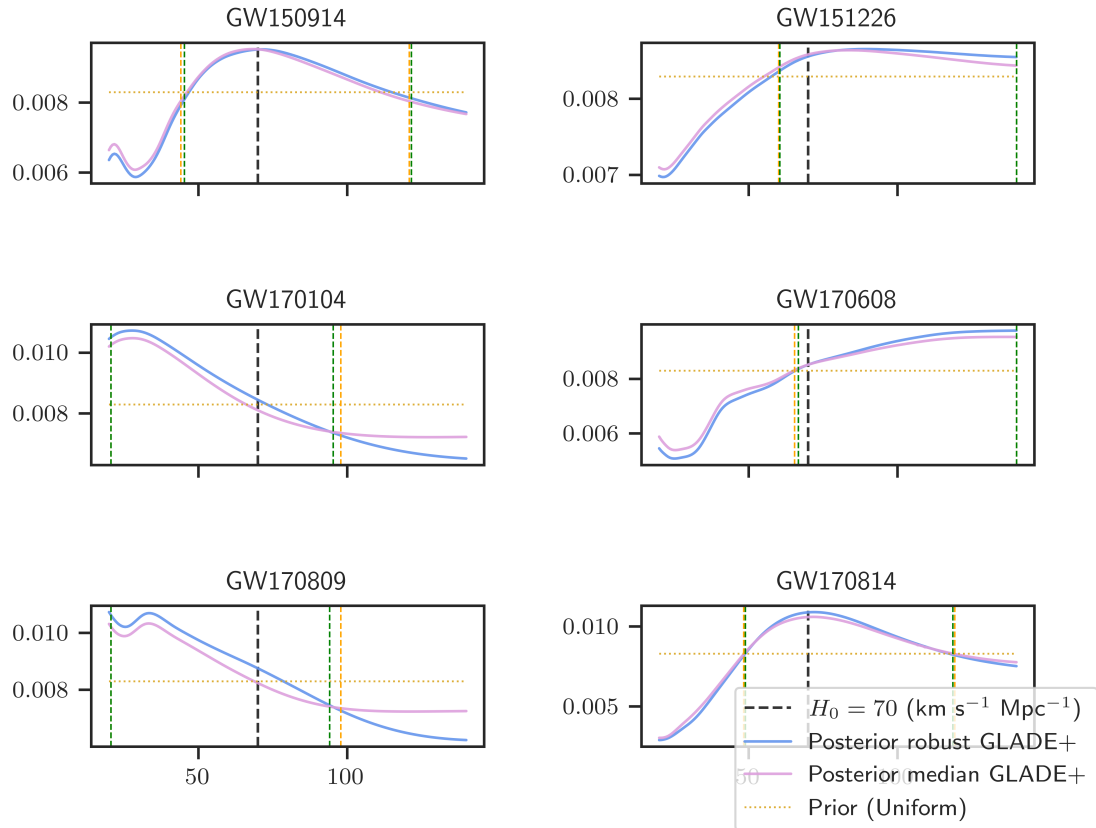 GW150914
GW151226
0.008
0.006
0.008
0.007
GW170104
GW170608
0.010
0.008
0.008
0.006
GW170809
GW170814
0.010
0.008
50
100
0.010
0.005
50
100
H₀ = 70 (km s⁻¹ Mpc⁻¹)
Posterior robust GLADE+
Posterior median GLADE+
Prior (Uniform)